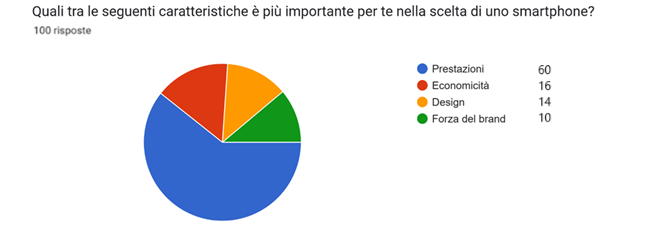 Quali tra le seguenti caratteristiche è più importante per te nella scelta di uno smartphone?
100 risposte
Prestazioni 60
Economicità 16
Design 14
Forza del brand 10